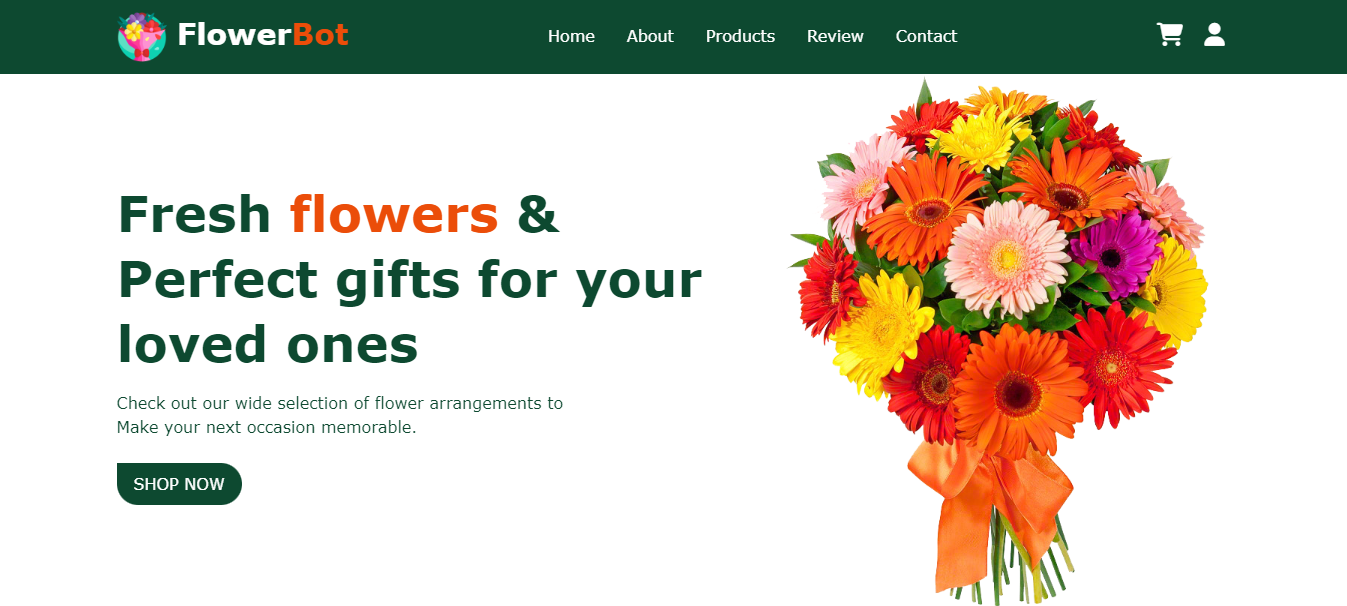 FlowerBot
Home About Products Review Contact
Fresh flowers &
Perfect gifts for your
loved ones
Check out our wide selection of flower arrangements to
Make your next occasion memorable.
SHOP NOW